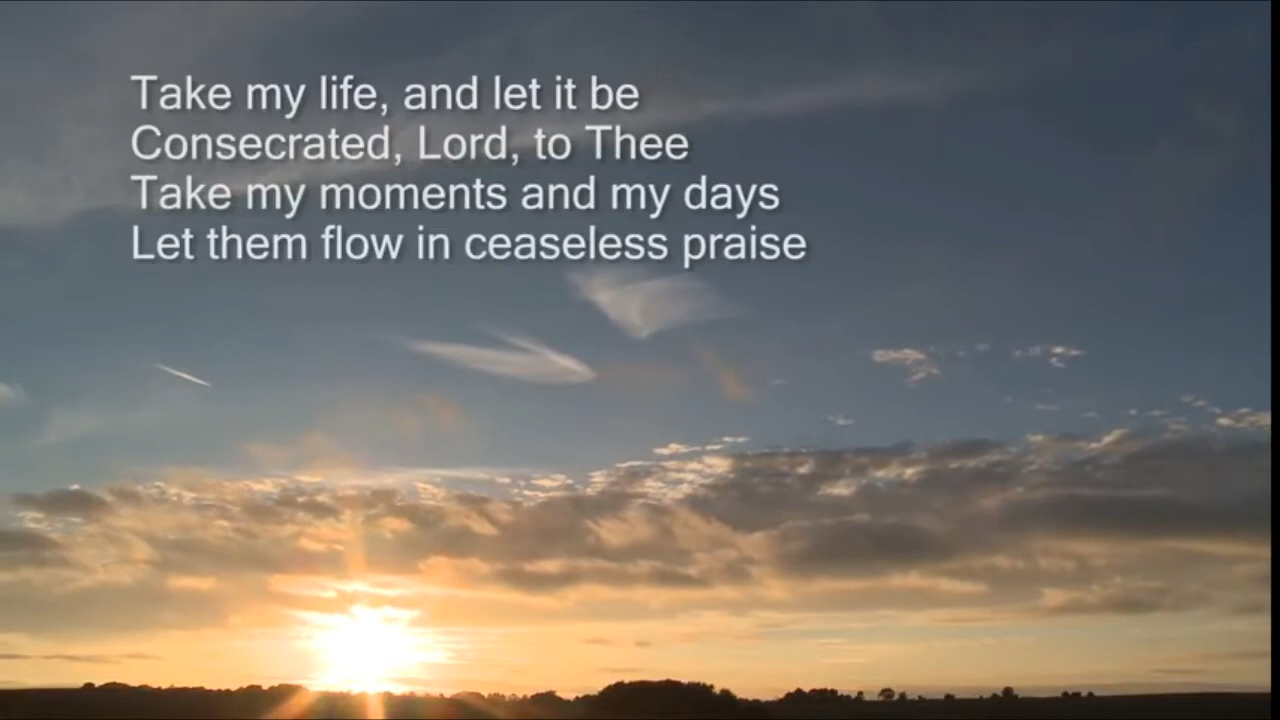 Take my life, and let it be
Consecrated, Lord, to Thee
Take my moments and my days
Let them flow in ceaseless praise